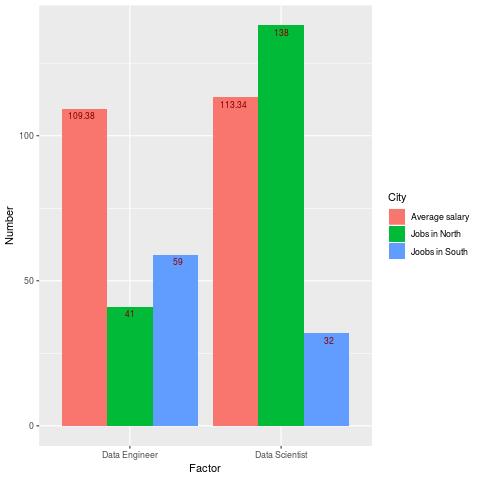 138
113.34
109.38
100
59
50
41
32
0
Number
Data Engineer
Data Scientist
Factor
City
Average salary
Jobs in North
Joobs in South